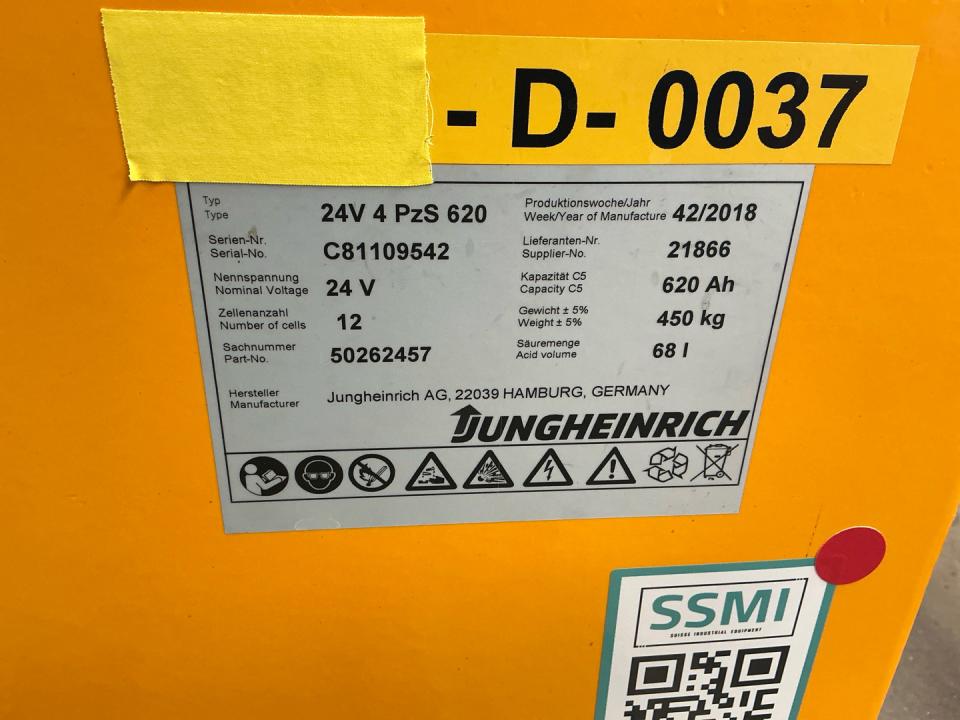 - D- 0037
Typ
Type
24V 4 PzS 620
Produktionswoche/Jahr
Week/Year of Manufacture
42/2018
Serien-Nr.
Serial-No.
C81109542
Lieferanten-Nr.
Supplier-No.
21866
Nennspannung
Nominal Voltage
24 V
Kapazität C5
Capacity C5
620 Ah
Zellenanzahl
Number of cells
12
Gewicht ± 5%
Weight ± 5%
450 kg
Sachnummer
Part-No.
50262457
Säuremenge
Acid volume
68 l
Hersteller
Manufacturer
Jungheinrich AG, 22039 HAMBURG, GERMANY
JUNGHEINRICH
SSMI
SUISSE INDUSTRIAL EQUIPMENT